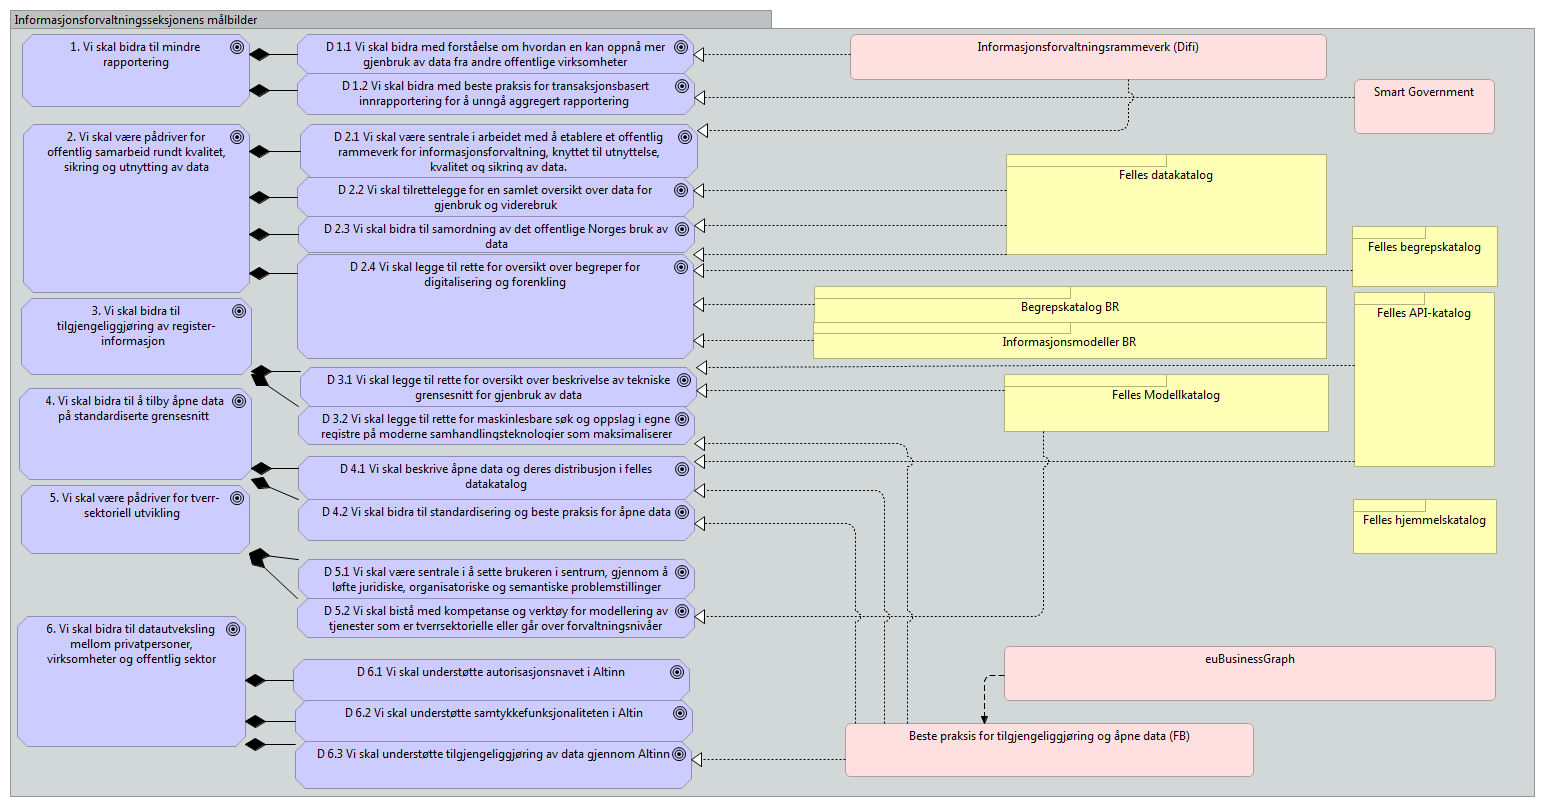 Informasjonsforvaltningsseksjonens målbilder
1. Vi skal bidra til mindre
rapportering
2. Vi skal være pådriver for
offentlig samarbeid rundt kvalitet,
sikring og utnytting av data
3. Vi skal bidra til
tilgjengeliggjøring av register-
informasjon
4. Vi skal bidra til å tilby åpne data
på standardiserte grensesnitt
5. Vi skal være pådriver for tverr-
sektoriell utvikling
6. Vi skal bidra til datautveksling
mellom privatpersoner,
virksomheter og offentlig sektor
D 1.1 Vi skal bidra med forståelse om hvordan en kan oppnå mer
gjenbruk av data fra andre offentlige virksomheter
D 1.2 Vi skal bidra med beste praksis for transaksjonsbasert
innrapportering for å unngå aggregert rapportering
D 2.1 Vi skal være sentrale i arbeidet med å etablere et offentlig
rammeverk for informasjonsforvaltning, knyttet til utnyttelse,
kvalitet og sikring av data.
D 2.2 Vi skal tilrettelegge for en samlet oversikt over data for
gjenbruk og viderebruk
D 2.3 Vi skal bidra til samordning av det offentlige Norges bruk av
data
D 2.4 Vi skal legge til rette for oversikt over begreper for
digitalisering og forenkling
D 3.1 Vi skal legge til rette for oversikt over beskrivelse av tekniske
grensesnitt for gjenbruk av data
D 3.2 Vi skal legge til rette for maskinlesbare søk og oppslag i egne
registre på moderne samhandlingsteknologier som maksimaliserer
D 4.1 Vi skal beskrive åpne data og deres distribusjon i felles
datakatalog
D 4.2 Vi skal bidra til standardisering og beste praksis for åpne data
D 5.1 Vi skal være sentrale i å sette brukeren i sentrum, gjennom å
løfte juridiske, organisatoriske og semantiske problemstillinger
D 5.2 Vi skal bistå med kompetanse og verktøy for modellering av
tjenester som er tverrsektorielle eller går over forvaltningsnivåer
D 6.1 Vi skal understøtte autorisasjonsnavet i Altinn
D 6.2 Vi skal understøtte samtykkefunksjonaliteten i Altin
D 6.3 Vi skal understøtte tilgjengeliggjøring av data gjennom Altinn
Informasjonsforvaltningsrammeverk (Difi)
Smart Government
Felles datakatalog
Felles begrepskatalog
Begrepskatalog BR
Informasjonsmodeller BR
Felles API-katalog
Felles Modellkatalog
Felles hjemmelskatalog
euBusinessGraph
Beste praksis for tilgjengeliggjøring og åpne data (FB)